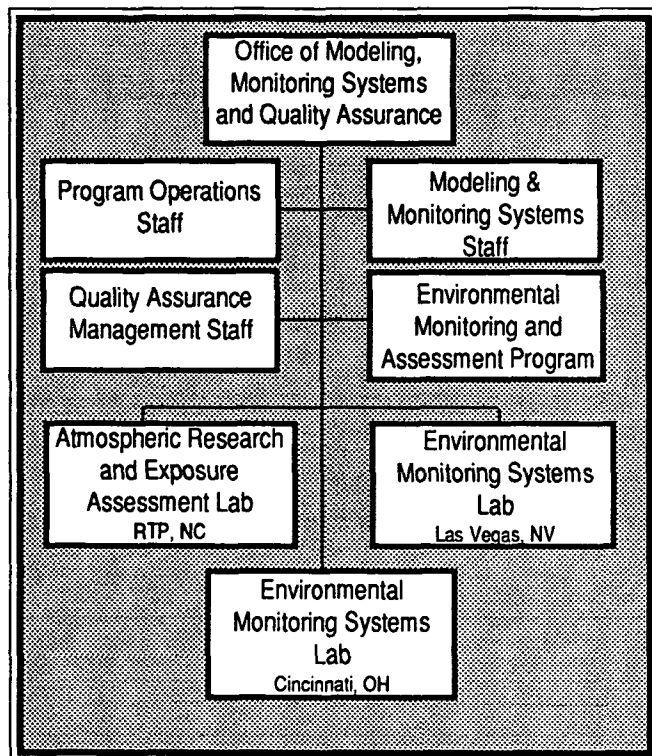 Office of Modeling,
Monitoring Systems
and Quality Assurance
Program Operations
Staff
Modeling &
Monitoring Systems
Staff
Quality Assurance
Management Staff
Environmental
Monitoring and
Assessment Program
Atmospheric Research
and Exposure
Assessment Lab
RTP, NC
Environmental
Monitoring Systems
Lab
Las Vegas, NV
Environmental
Monitoring Systems
Lab
Cincinnati, OH